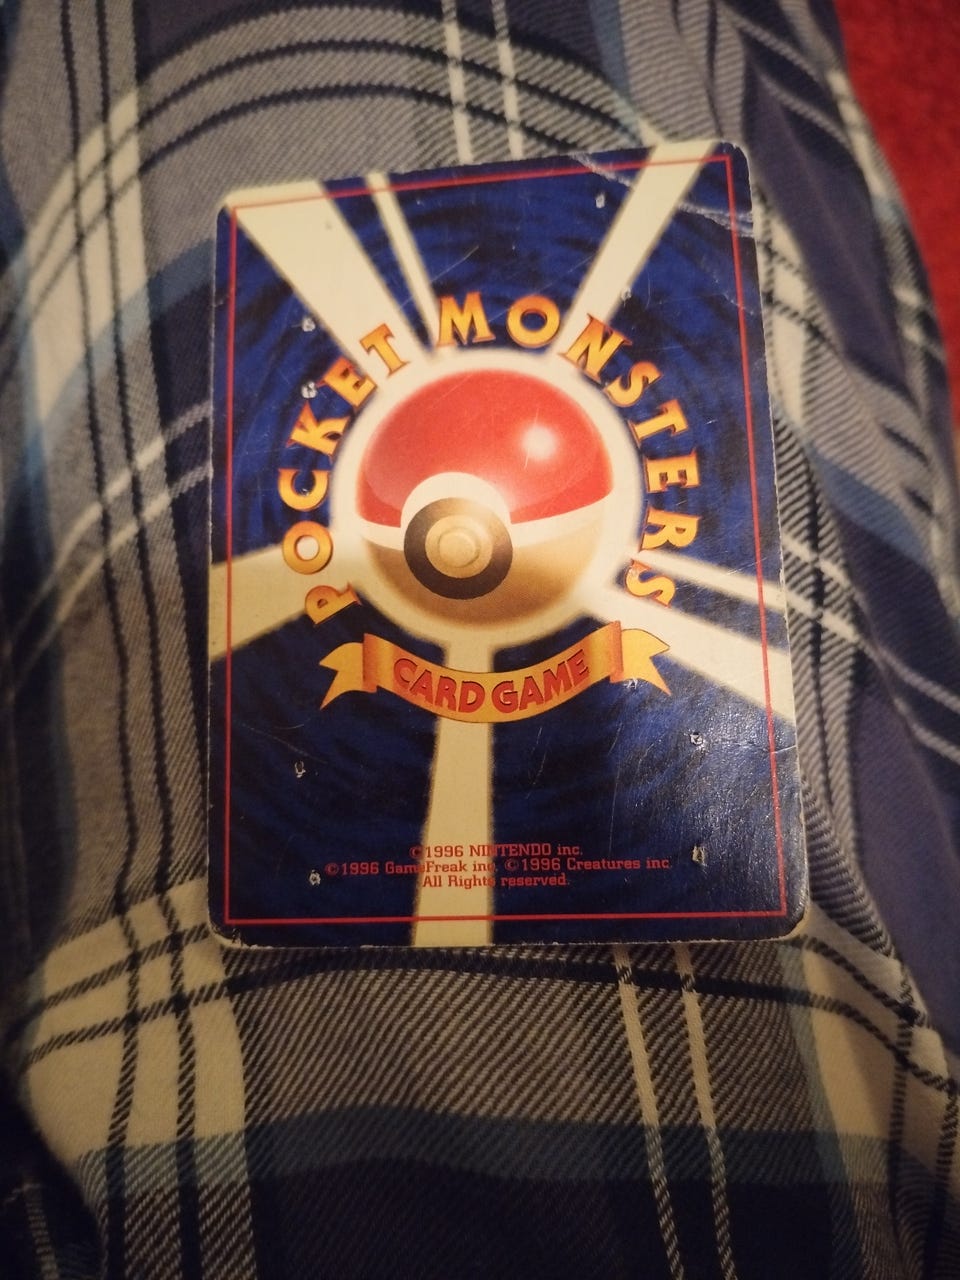 POCKET MONSTERS
CARD GAME
©1996 NINTENDO inc.
©1996 GameFreak inc. ©1996 Creatures inc.
All Rights reserved.